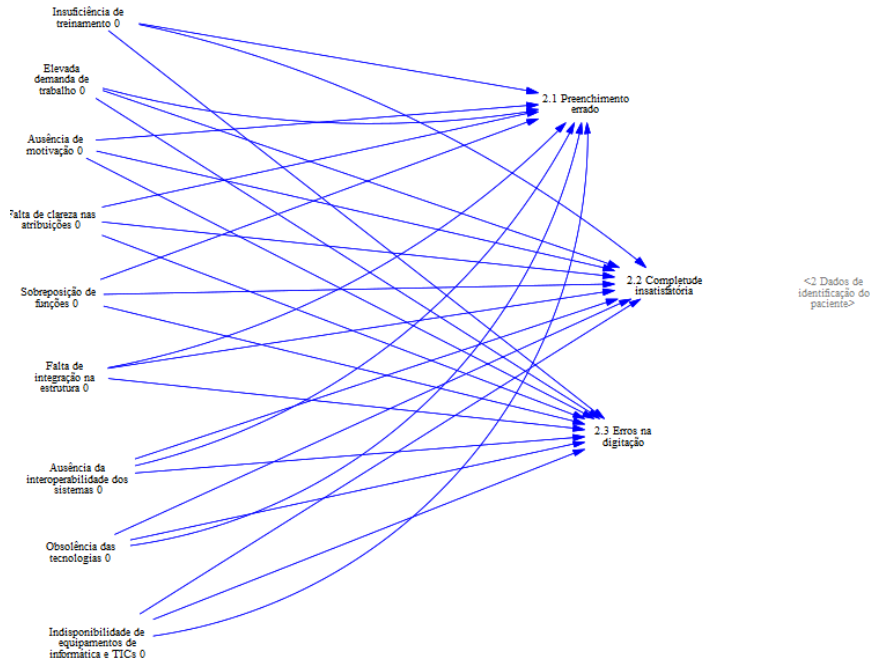 Insuficiência de
treinamento 0
Elevada
demanda de
trabalho 0
2.1 Preenchimento
errado
Ausência de
motivação 0
Falta de clareza nas
atribuições 0
Sobreposição de
funções 0
2.2 Completude
insatisfatória
<2 Dados de
identificação do
paciente>
Falta de
integração na
estrutura 0
2.3 Erros na
digitação
Ausência da
interoperabilidade dos
sistemas 0
Obsolência das
tecnologias 0
Indisponibilidade de
equipamentos de
informática e TICs 0